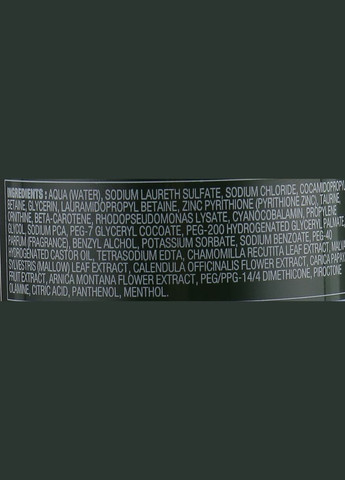 INGREDIENTS : AQUA (WATER), SODIUM LAURETH SULFATE, SODIUM CHLORIDE, COCAMIDOPROPYL
BETAINE, GLYCERIN, LAURAMIDOPROPYL BETAINE, ZINC PYRITHIONE (PYRITHIONE ZINC), TAURINE,
ORNITHINE, BETA-CAROTENE, RHODOPSEUDOMONAS LYSATE, CYANOCOBALAMIN, PROPYLENE
GLYCOL, SODIUM PCA, PEG-7 GLYCERYL COCOATE, PEG-200 HYDROGENATED GLYCERYL PALMATE,
PARFUM (FRAGRANCE), BENZYL ALCHOL, POTASSIUM SORBATE, SODIUM BENZOATE, PEG-40
HYDROGENATED CASTOR OIL, TETRASODIUM EDTA, CHAMOMILLA RECUTITA LEAF EXTRACT, MALVA
SYLVESTRIS (MALLOW) LEAF EXTRACT, CALENDULA OFFICINALIS FLOWER EXTRACT, CARICA PAPAYA
FRUIT EXTRACT, ARNICA MONTANA FLOWER EXTRACT, PEG/PPG-14/4 DIMETHICONE, PIROCTONE
OLAMINE, CITRIC ACID, PANTHENOL, MENTHOL.